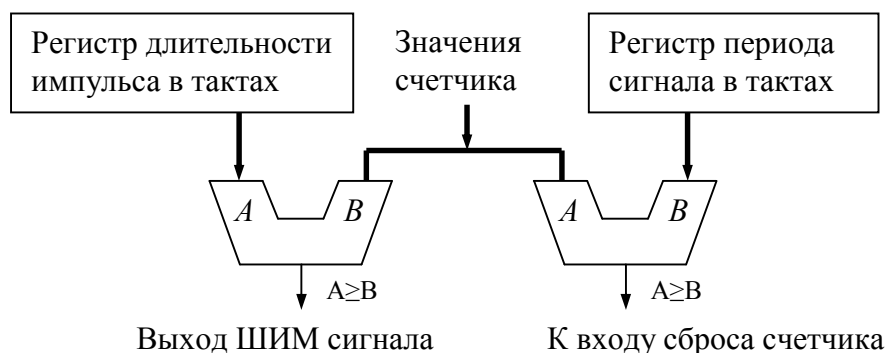 Регистр длительности
импульса в тактах
Значения
счетчика
Регистр периода
сигнала в тактах
A B
A B
A≥B
A≥B
Выход ШИМ сигнала
К входу сброса счетчика